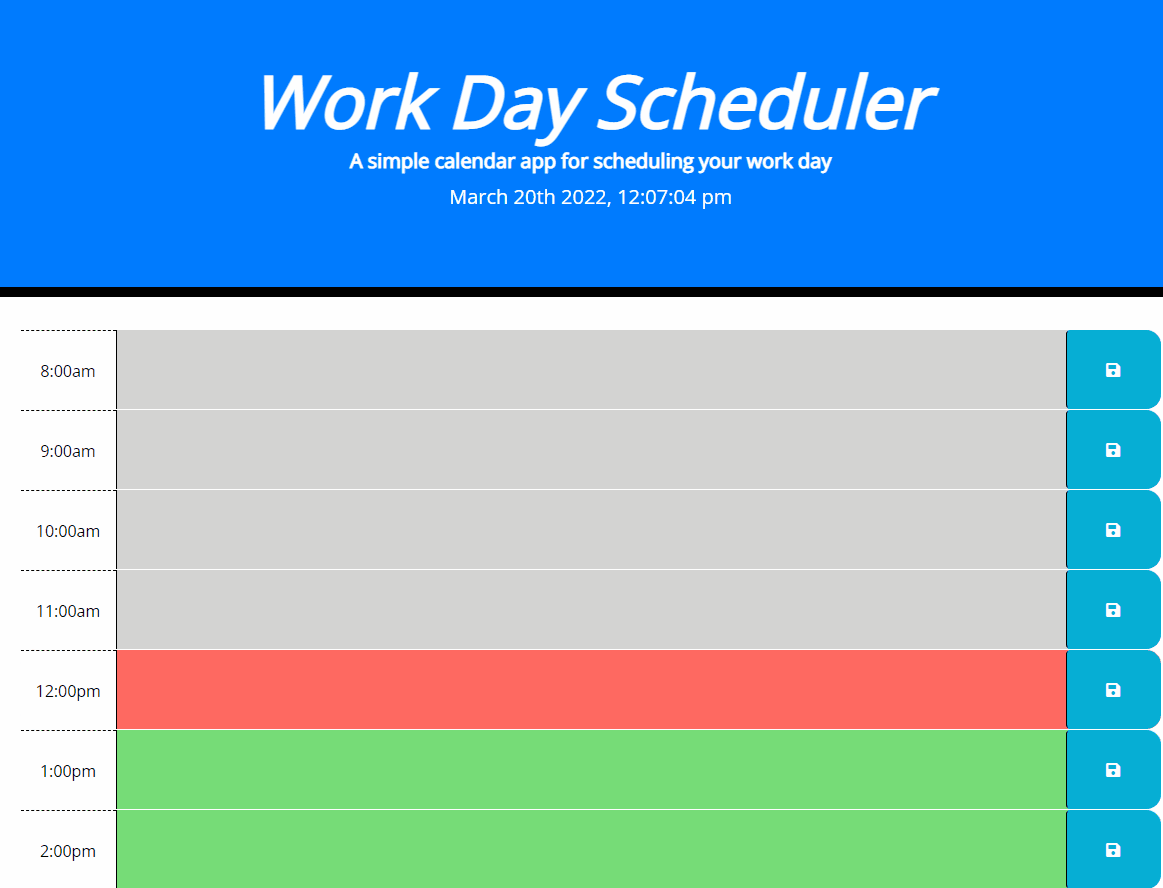 Work Day Scheduler
A simple calendar app for scheduling your work day
March 20th 2022, 12:07:04 pm
8:00am
9:00am
10:00am
11:00am
12:00pm
1:00pm
2:00pm